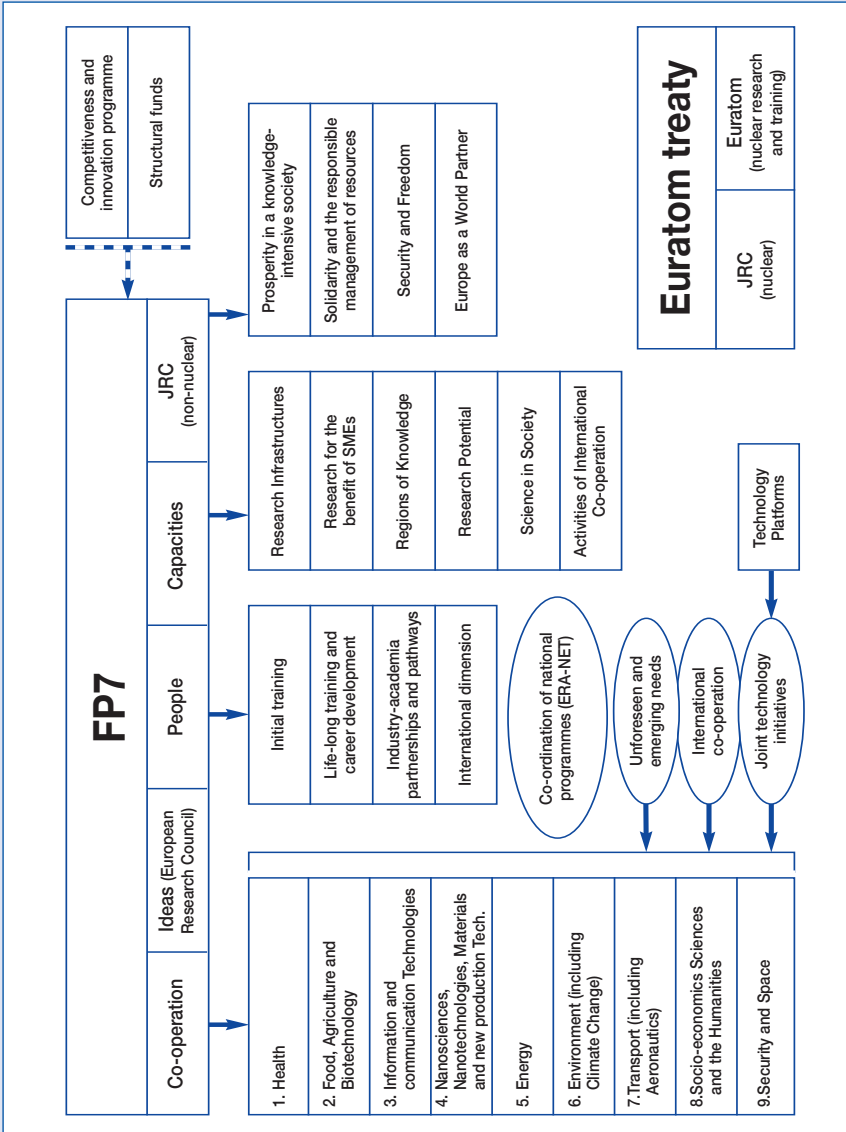 FP7
Co-operation
Ideas (European
Research Council)
People
Capacities
JRC
(non-nuclear)
Competitiveness and
innovation programme
Structural funds
1. Health
2. Food, Agriculture and
Biotechnology
3. Information and
communication Technologies
4. Nanosciences,
Nanotechnologies, Materials
and new production Tech.
5. Energy
6. Environment (including
Climate Change)
7.Transport (including
Aeronautics)
8.Socio-economics Sciences
and the Humanities
9.Security and Space
Initial training
Life-long training and
career development
Industry-academia
partnerships and pathways
International dimension
Co-ordination of national
programmes (ERA-NET)
Unforeseen and
emerging needs
International
co-operation
Joint technology
initiatives
Technology
Platforms
Research Infrastructures
Research for the
benefit of SMEs
Regions of Knowledge
Research Potential
Science in Society
Activities of International
Co-operation
Prosperity in a knowledge-
intensive society
Solidarity and the responsible
management of resources
Security and Freedom
Europe as a World Partner
Euratom treaty
JRC
(nuclear)
Euratom
(nuclear research
and training)